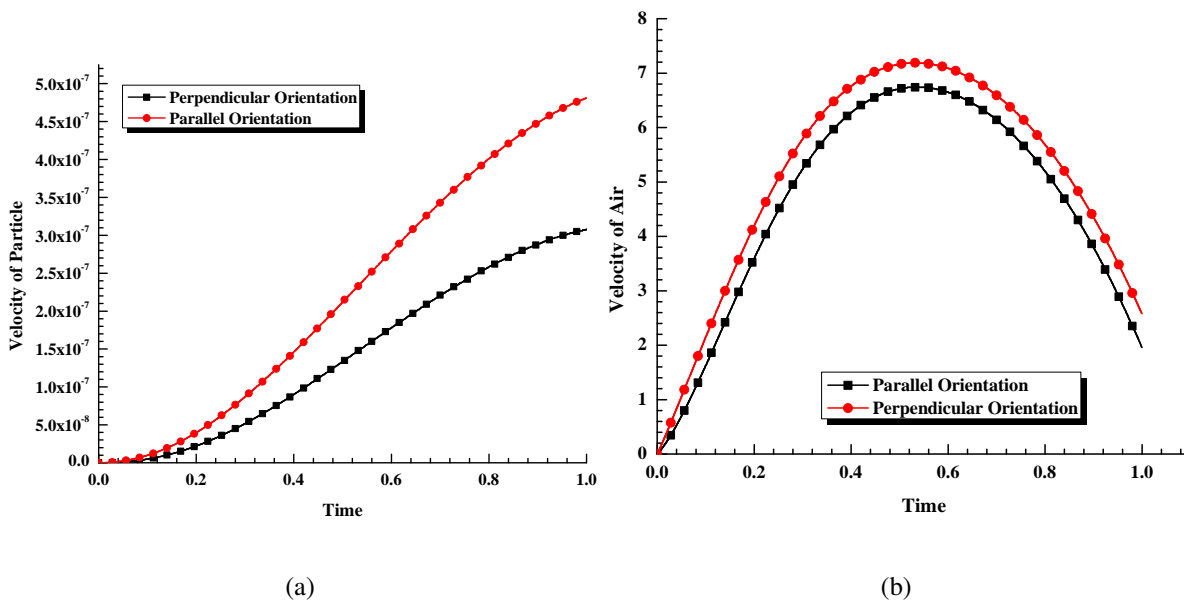 5.0x10-7
4.5x10-7
4.0x10-7
3.5x10-7
3.0x10-7
2.5x10-7
2.0x10-7
1.5x10-7
1.0x10-7
5.0x10-8
0.0
Velocity of Particle
Perpendicular Orientation
Parallel Orientation
0.0 0.2 0.4 0.6 0.8 1.0
Time
(a)
8
7
6
5
4
3
2
1
0
Velocity of Air
Parallel Orientation
Perpendicular Orientation
0.0 0.2 0.4 0.6 0.8 1.0
Time
(b)